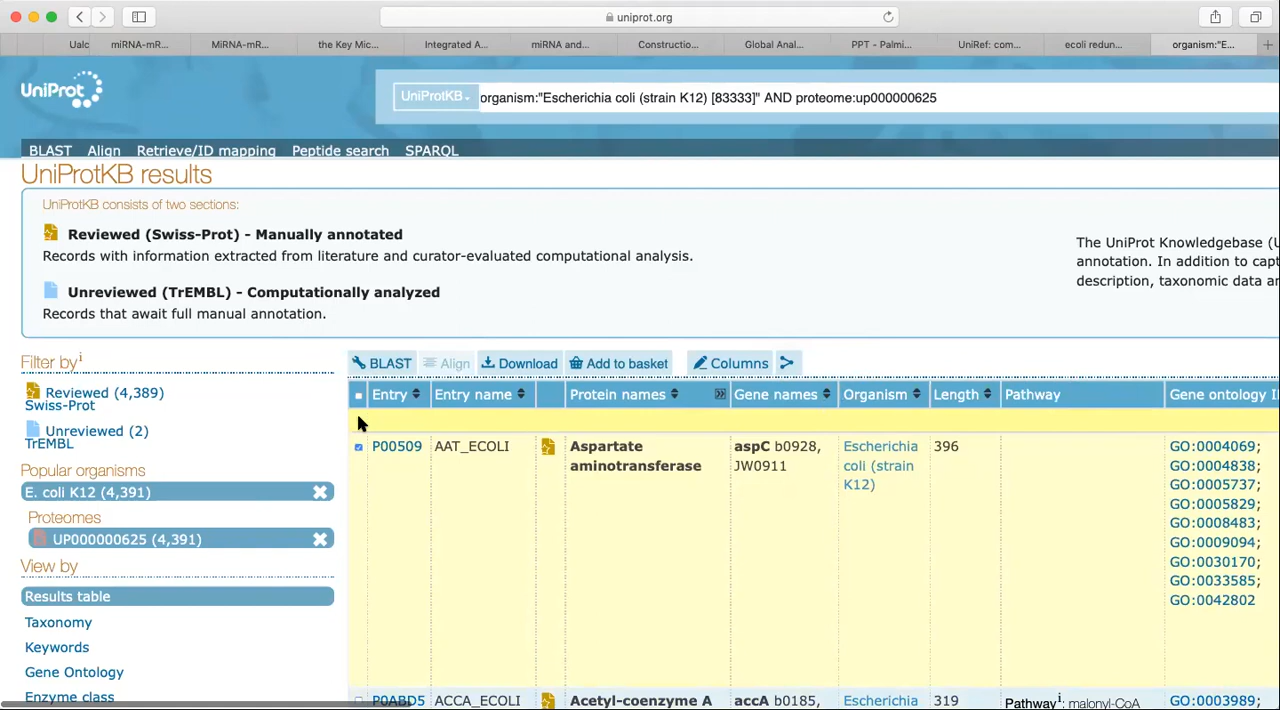 uniprot.org
Ualc
miRNA-mR...
MiRNA-mR...
the Key Mic...
Integrated A...
miRNA and...
Constructio...
Global Anal...
PPT - Palmi...
UniRef: com...
ecoli redun...
organism:"E...
UniProt
UniProtKB
organism:"Escherichia coli (strain K12) [83333]" AND proteome:up000000625
BLAST Align Retrieve/ID mapping Peptide search SPARQL
UniProtKB results
UniProtKB consists of two sections:
Reviewed (Swiss-Prot) - Manually annotated
Records with information extracted from literature and curator-evaluated computational analysis.
Unreviewed (TrEMBL) - Computationally analyzed
Records that await full manual annotation.
The UniProt Knowledgebase (U
annotation. In addition to capt
description, taxonomic data an
Filter by i
Reviewed (4,389)
Swiss-Prot
Unreviewed (2)
TrEMBL
Popular organisms
E. coli K12 (4,391)
Proteomes
UP000000625 (4,391)
View by
Results table
Taxonomy
Keywords
Gene Ontology
Enzyme class
BLAST Align Download Add to basket Columns
Entry Entry name Protein names Gene names Organism Length Pathway Gene ontology I
P00509 AAT_ECOLI Aspartate aminotransferase aspC b0928, JW0911 Escherichia coli (strain K12) 396
GO:0004069;
GO:0004838;
GO:0005737;
GO:0005829;
GO:0008483;
GO:0009094;
GO:0030170;
GO:0033585;
GO:0042802
P0ABD5 ACCA_ECOLI Acetyl-coenzyme A accA b0185, Escherichia 319 Pathway i: malonyl-CoA GO:0003989;